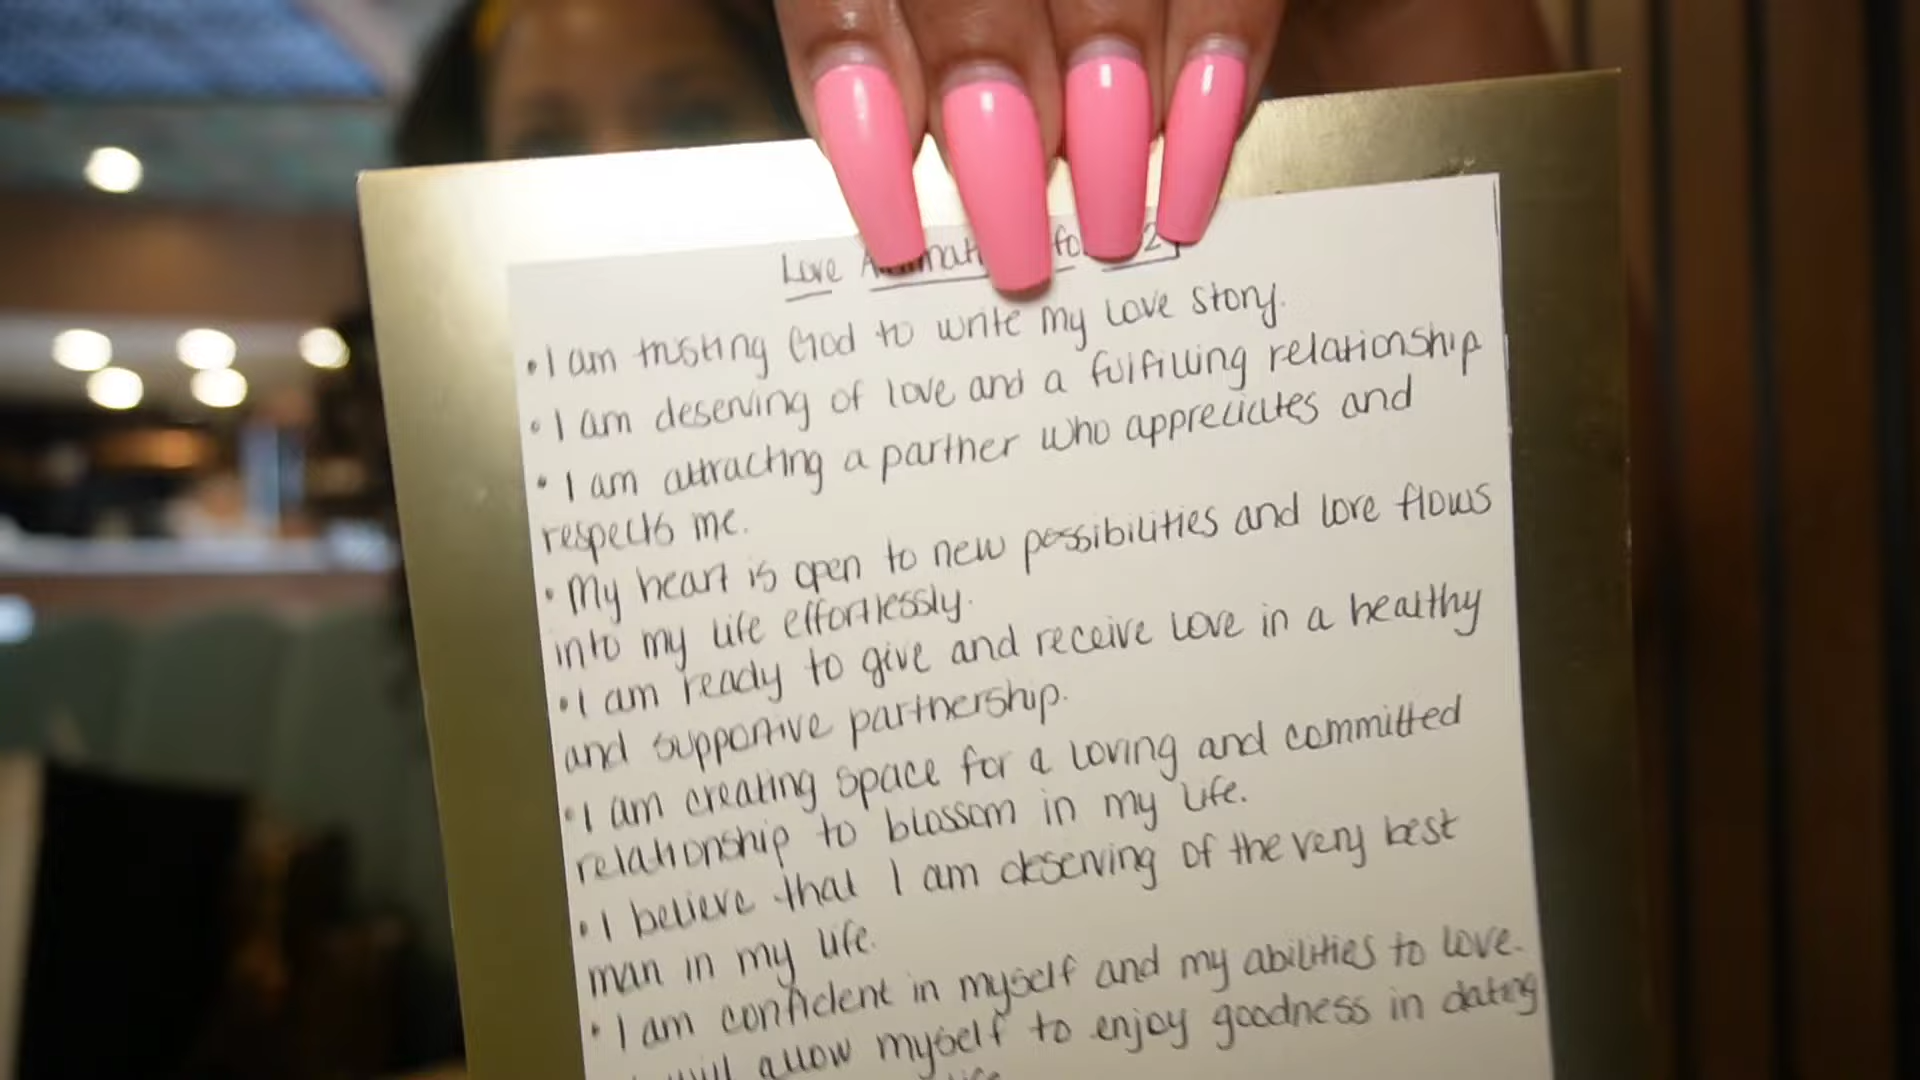 Love
• I am trusting God to write my love story.
• I am deserving of love and a fulfilling relationship
• I am attracting a partner who appreciates and
respects me.
• My heart is open to new possibilities and love flows
into my life effortlessly.
• I am ready to give and receive love in a healthy
and supportive partnership.
• I am creating space for a loving and committed
relationship to blossom in my life.
• I believe that I am deserving of the very best
man in my life.
• I am confident in myself and my abilities to love.
allow myself to enjoy goodness in dating